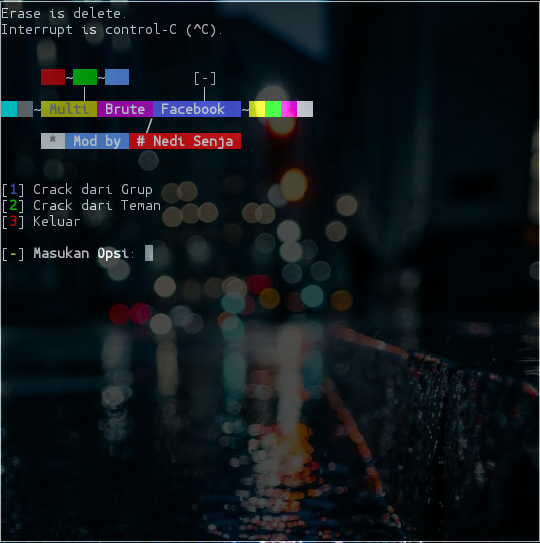 Erase is delete.
Interrupt is control-C (^C).
~ ~ [-]
~ Multi Brute Facebook ~
* Mod by # Nedi Senja
[1] Crack dari Grup
[2] Crack dari Teman
[3] Keluar
[-] Masukan Opsi: